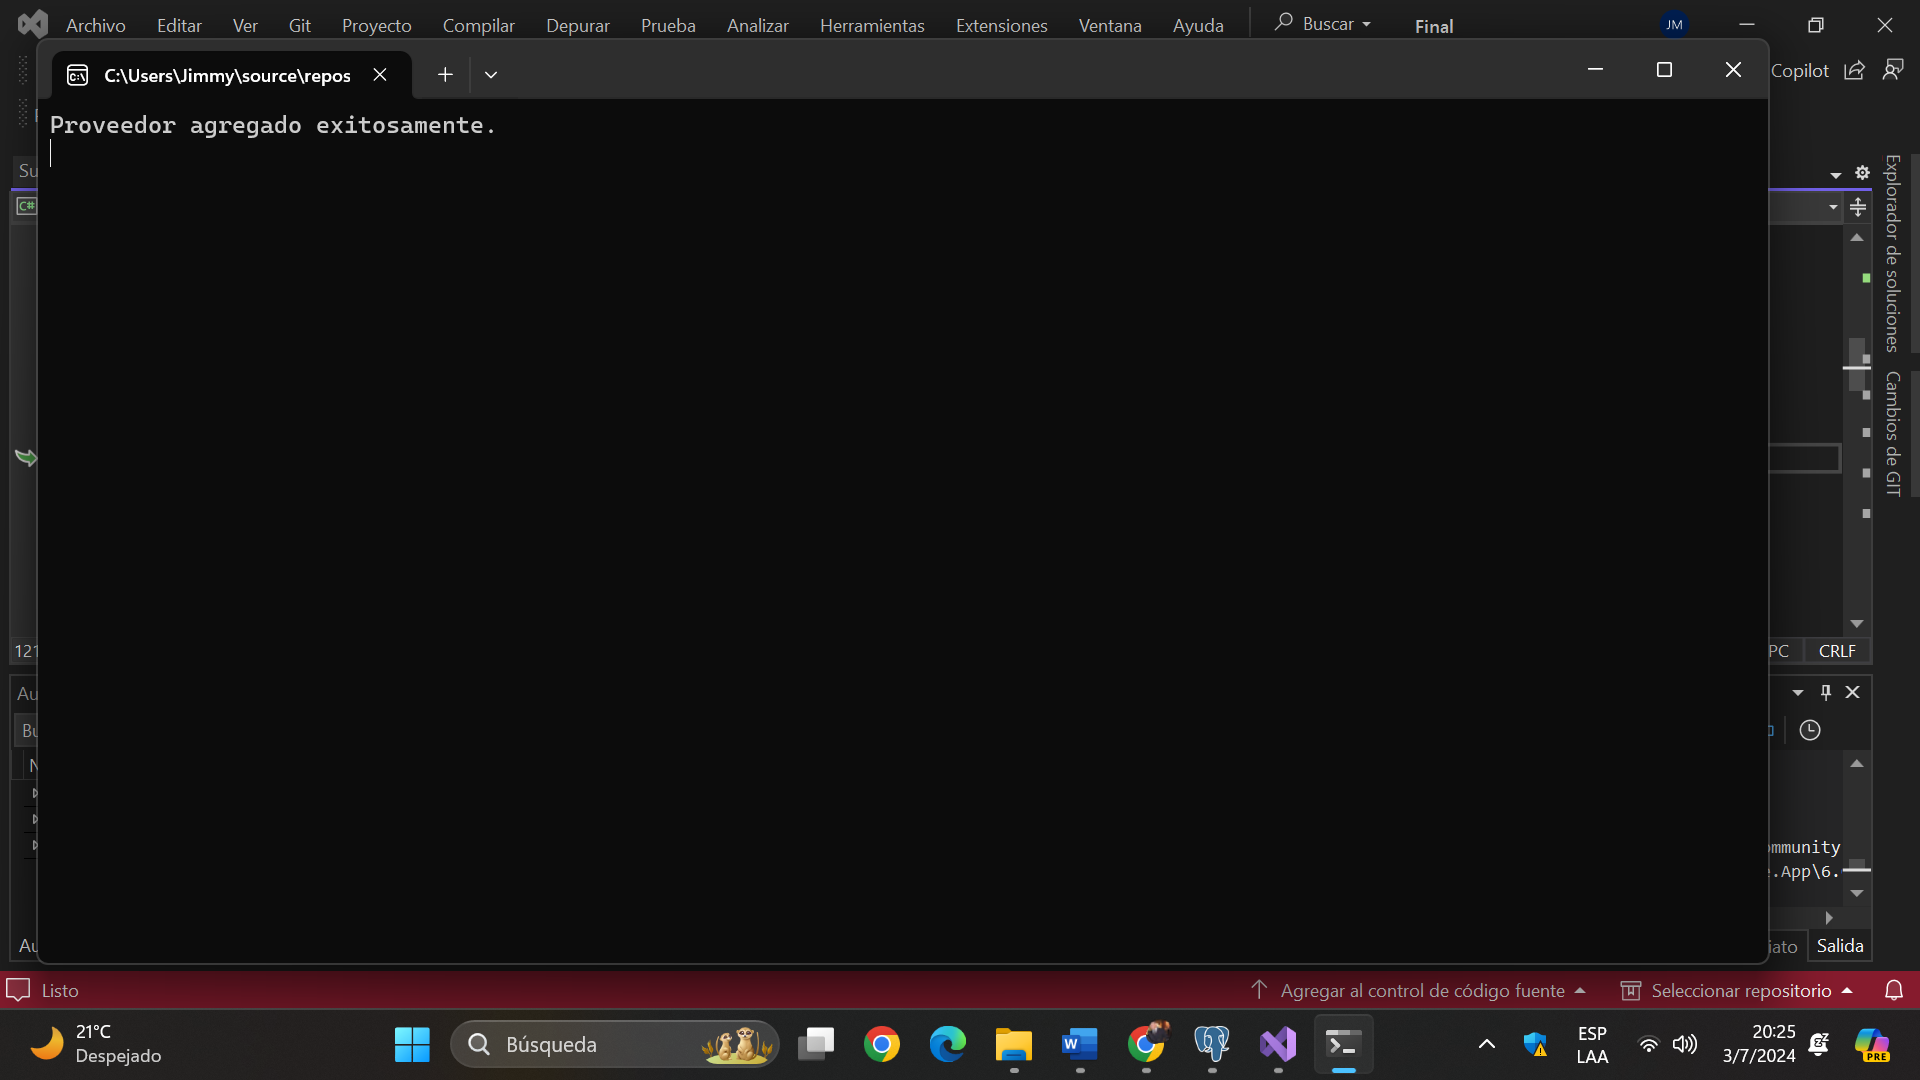 Archivo Editar Ver Git Proyecto Compilar Depurar Prueba Analizar Herramientas Extensiones Ventana Ayuda Buscar Final JM
C:\Users\Jimmy\source\repos
Copilot
Proveedor agregado exitosamente.
Su
C#
Explorador de soluciones
Cambios de GIT
121
PC CRLF
Au
Bu
N
ommunity
.App\6.
Au
iato Salida
Listo
Agregar al control de código fuente
Seleccionar repositorio
21°C
Despejado
Búsqueda
ESP
LAA
20:25
3/7/2024
PRE